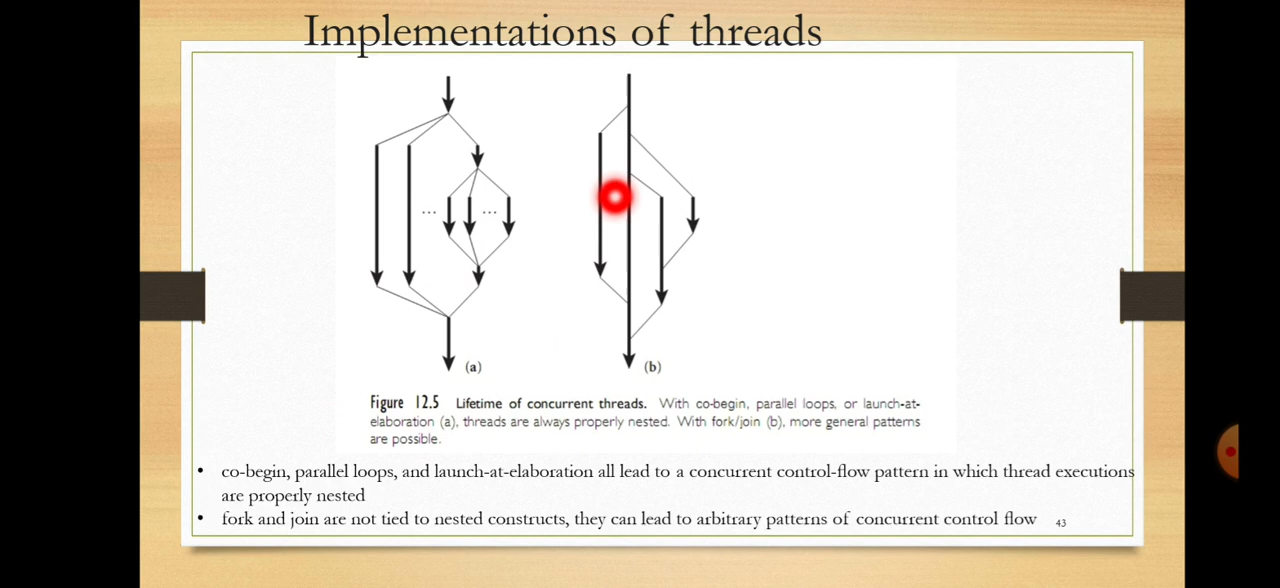 Implementations of threads
... ...
(a) (b)
Figure 12.5 Lifetime of concurrent threads. With co-begin, parallel loops, or launch-at-
elaboration (a), threads are always properly nested. With fork/join (b), more general patterns
are possible.
• co-begin, parallel loops, and launch-at-elaboration all lead to a concurrent control-flow pattern in which thread executions
are properly nested
• fork and join are not tied to nested constructs, they can lead to arbitrary patterns of concurrent control flow 43